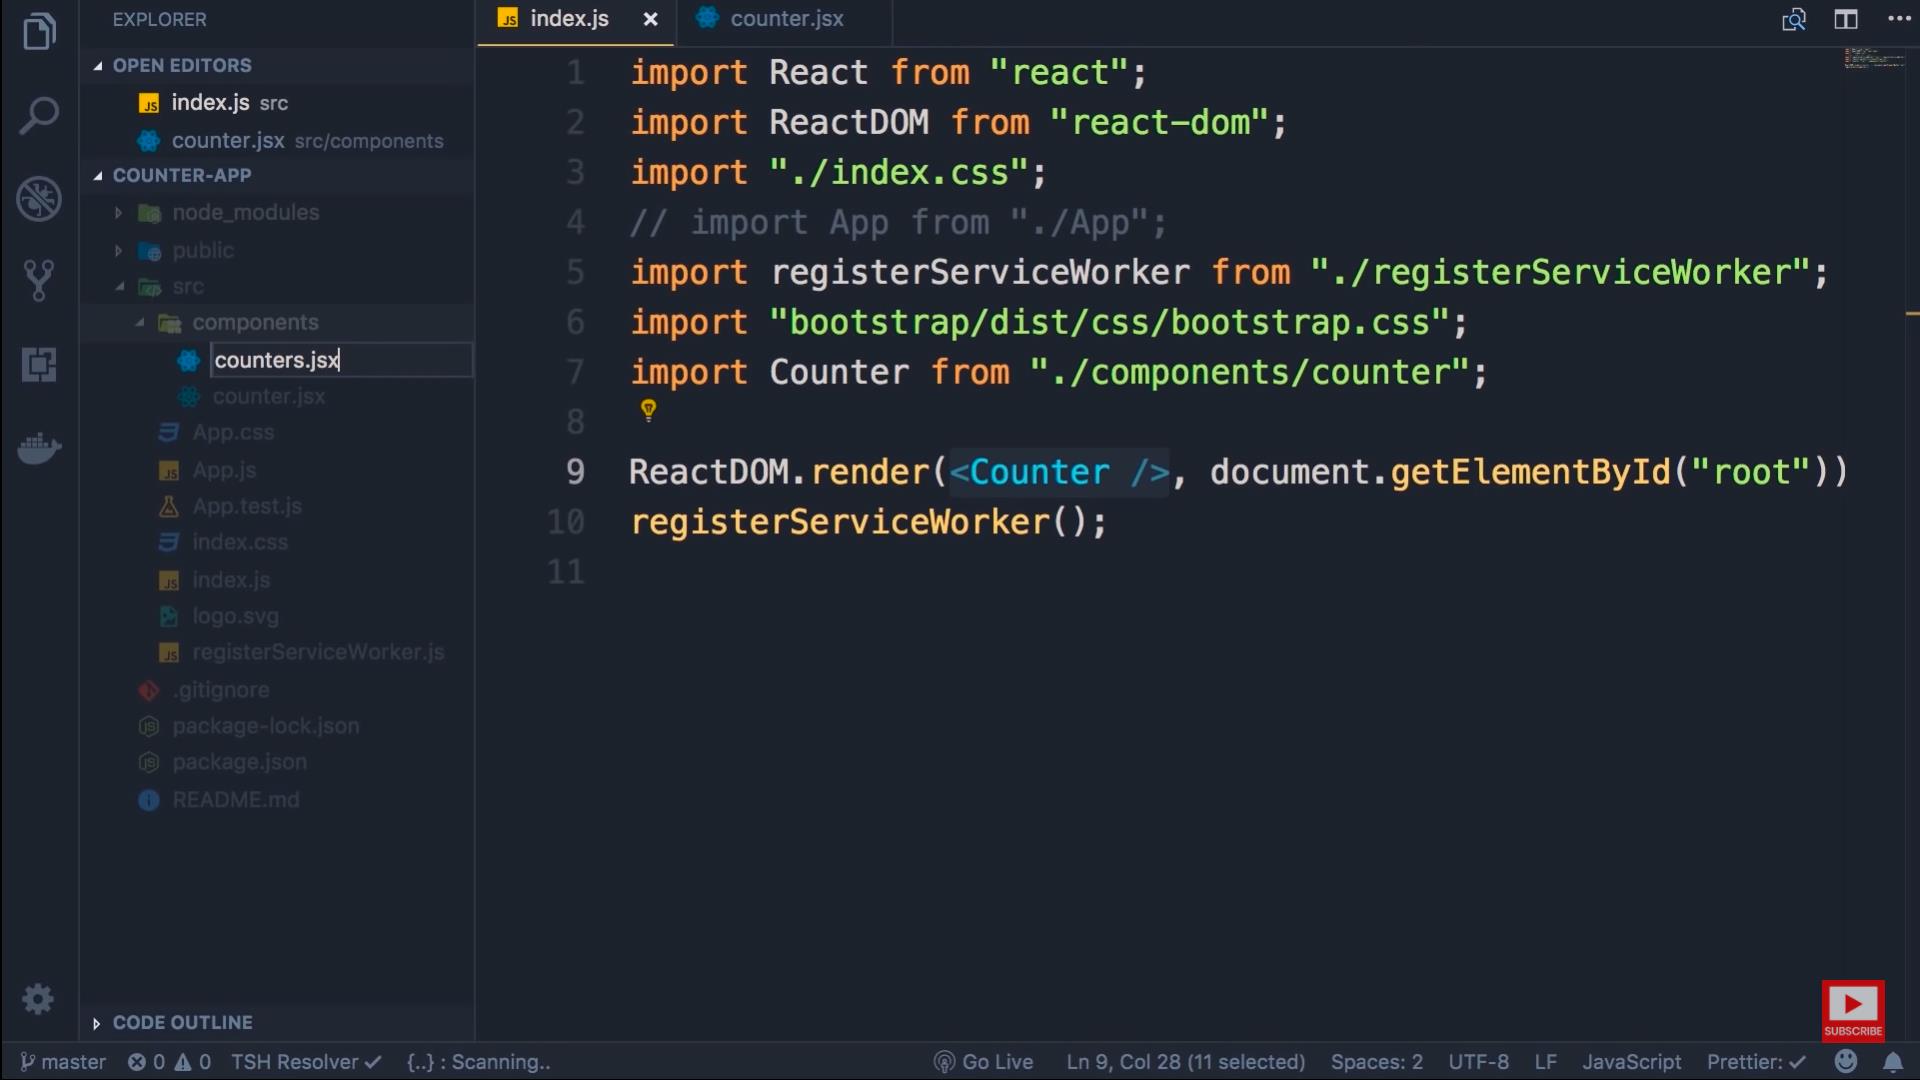 EXPLORER
OPEN EDITORS
index.js src
counter.jsx src/components
COUNTER-APP
node_modules
public
src
components
counters.jsx
counter.jsx
App.css
App.js
App.test.js
index.css
index.js
logo.svg
registerServiceWorker.js
.gitignore
package-lock.json
package.json
README.md
CODE OUTLINE
index.js
counter.jsx
1 import React from "react";
2 import ReactDOM from "react-dom";
3 import "./index.css";
4 // import App from "./App";
5 import registerServiceWorker from "./registerServiceWorker";
6 import "bootstrap/dist/css/bootstrap.css";
7 import Counter from "./components/counter";
8
9 ReactDOM.render(<Counter />, document.getElementById("root"))
10 registerServiceWorker();
11
SUBSCRIBE
master 0 0 TSH Resolver ✓ {..} : Scanning.. Go Live Ln 9, Col 28 (11 selected) Spaces: 2 UTF-8 LF JavaScript Prettier: ✓